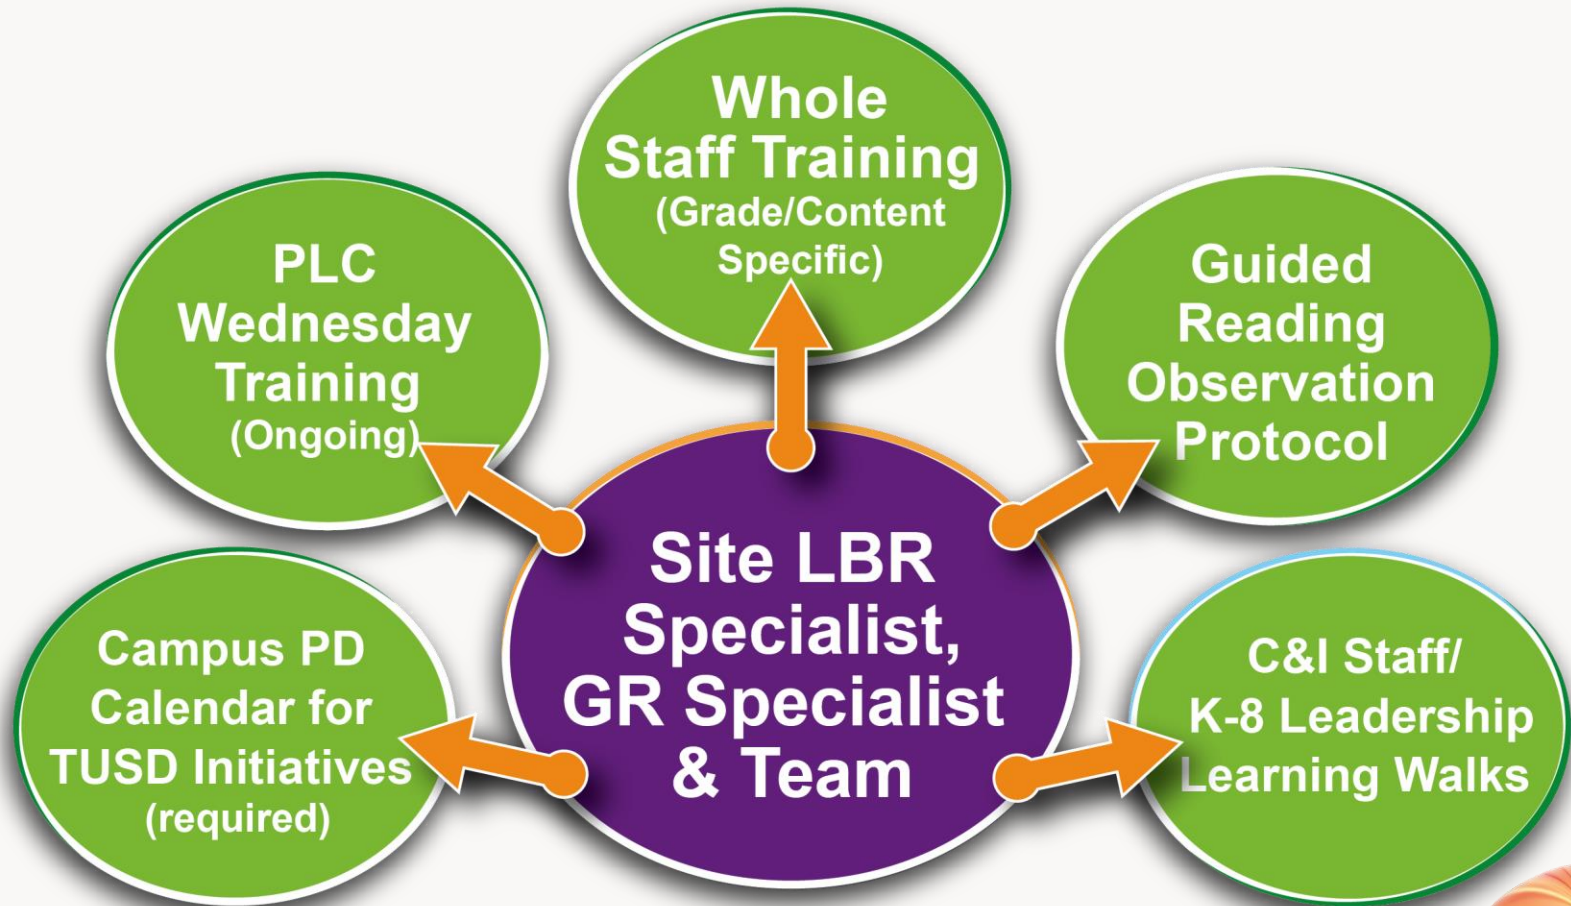 Whole
Staff Training
(Grade/Content
Specific)
PLC
Wednesday
Training
(Ongoing)
Guided
Reading
Observation
Protocol
Campus PD
Calendar for
TUSD Initiatives
(required)
Site LBR
Specialist,
GR Specialist
& Team
C&I Staff/
K-8 Leadership
Learning Walks